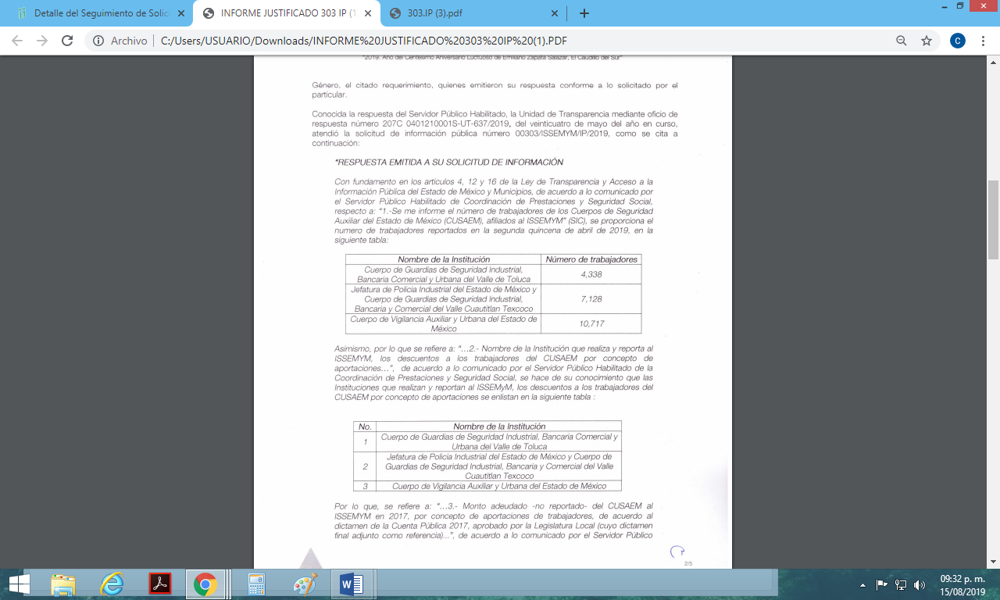 Detalle del Seguimiento de Solici
INFORME JUSTIFICADO 303 IP (1
303.IP (3).pdf
Archivo
C:/Users/USUARIO/Downloads/INFORME%20JUSTIFICADO%20303%20IP%20(1).PDF
C
"2019. Año del Centésimo Aniversario Luctuoso de Emiliano Zapata Salazar, El Caudillo del Sur"
Género, el citado requerimiento, quienes emitieron su respuesta conforme a lo solicitado por el
particular.
Conocida la respuesta del Servidor Público Habilitado, la Unidad de Transparencia mediante oficio de
respuesta número 207C 0401210001S-UT-637/2019, del veinticuatro de mayo del año en curso,
atendió la solicitud de información pública número 00303/ISSEMYM/IP/2019, como se cita a
continuación:
"RESPUESTA EMITIDA A SU SOLICITUD DE INFORMACIÓN
Con fundamento en los artículos 4, 12 y 16 de la Ley de Transparencia y Acceso a la
Información Pública del Estado de México y Municipios, de acuerdo a lo comunicado por
el Servidor Público Habilitado de Coordinación de Prestaciones y Seguridad Social,
respecto a: "1.-Se me informe el número de trabajadores de los Cuerpos de Seguridad
Auxiliar del Estado de México (CUSAEM), afiliados al ISSEMYM" (SIC), se proporciona el
numero de trabajadores reportados en la segunda quincena de abril de 2019, en la
siguiente tabla:
Nombre de la Institución Número de trabajadores
Cuerpo de Guardias de Seguridad Industrial,
Bancaria Comercial y Urbana del Valle de Toluca
4,338
Jefatura de Policia Industrial del Estado de México y
Cuerpo de Guardias de Seguridad Industrial,
Bancaria y Comercial del Valle Cuautitlan Texcoco
7,128
Cuerpo de Vigilancia Auxiliar y Urbana del Estado de
México
10,717
Asimismo, por lo que se refiere a: "...2.- Nombre de la Institución que realiza y reporta al
ISSEMYM, los descuentos a los trabajadores del CUSAEM por concepto de
aportaciones...", de acuerdo a lo comunicado por el Servidor Público Habilitado de la
Coordinación de Prestaciones y Seguridad Social, se hace de su conocimiento que las
Instituciones que realizan y reportan al ISSEMyM, los descuentos a los trabajadores del
CUSAEM por concepto de aportaciones se enlistan en la siguiente tabla :
No. Nombre de la Institución
1
Cuerpo de Guardias de Seguridad Industrial, Bancaria Comercial y
Urbana del Valle de Toluca
2
Jefatura de Policia Industrial del Estado de México y Cuerpo de
Guardias de Seguridad Industrial, Bancaria y Comercial del Valle
Cuautitlan Texcoco
3 Cuerpo de Vigilancia Auxiliar y Urbana del Estado de México
Por lo que, se refiere a: "...3.- Monto adeudado -no reportado- del CUSAEM al
ISSEMYM en 2017, por concepto de aportaciones de trabajadores, de acuerdo al
dictamen de la Cuenta Pública 2017, aprobado por la Legislatura Local (cuyo dictamen
final adjunto como referencia)...", de acuerdo a lo comunicado por el Servidor Público
2/5
09:32 p. m.
15/08/2019